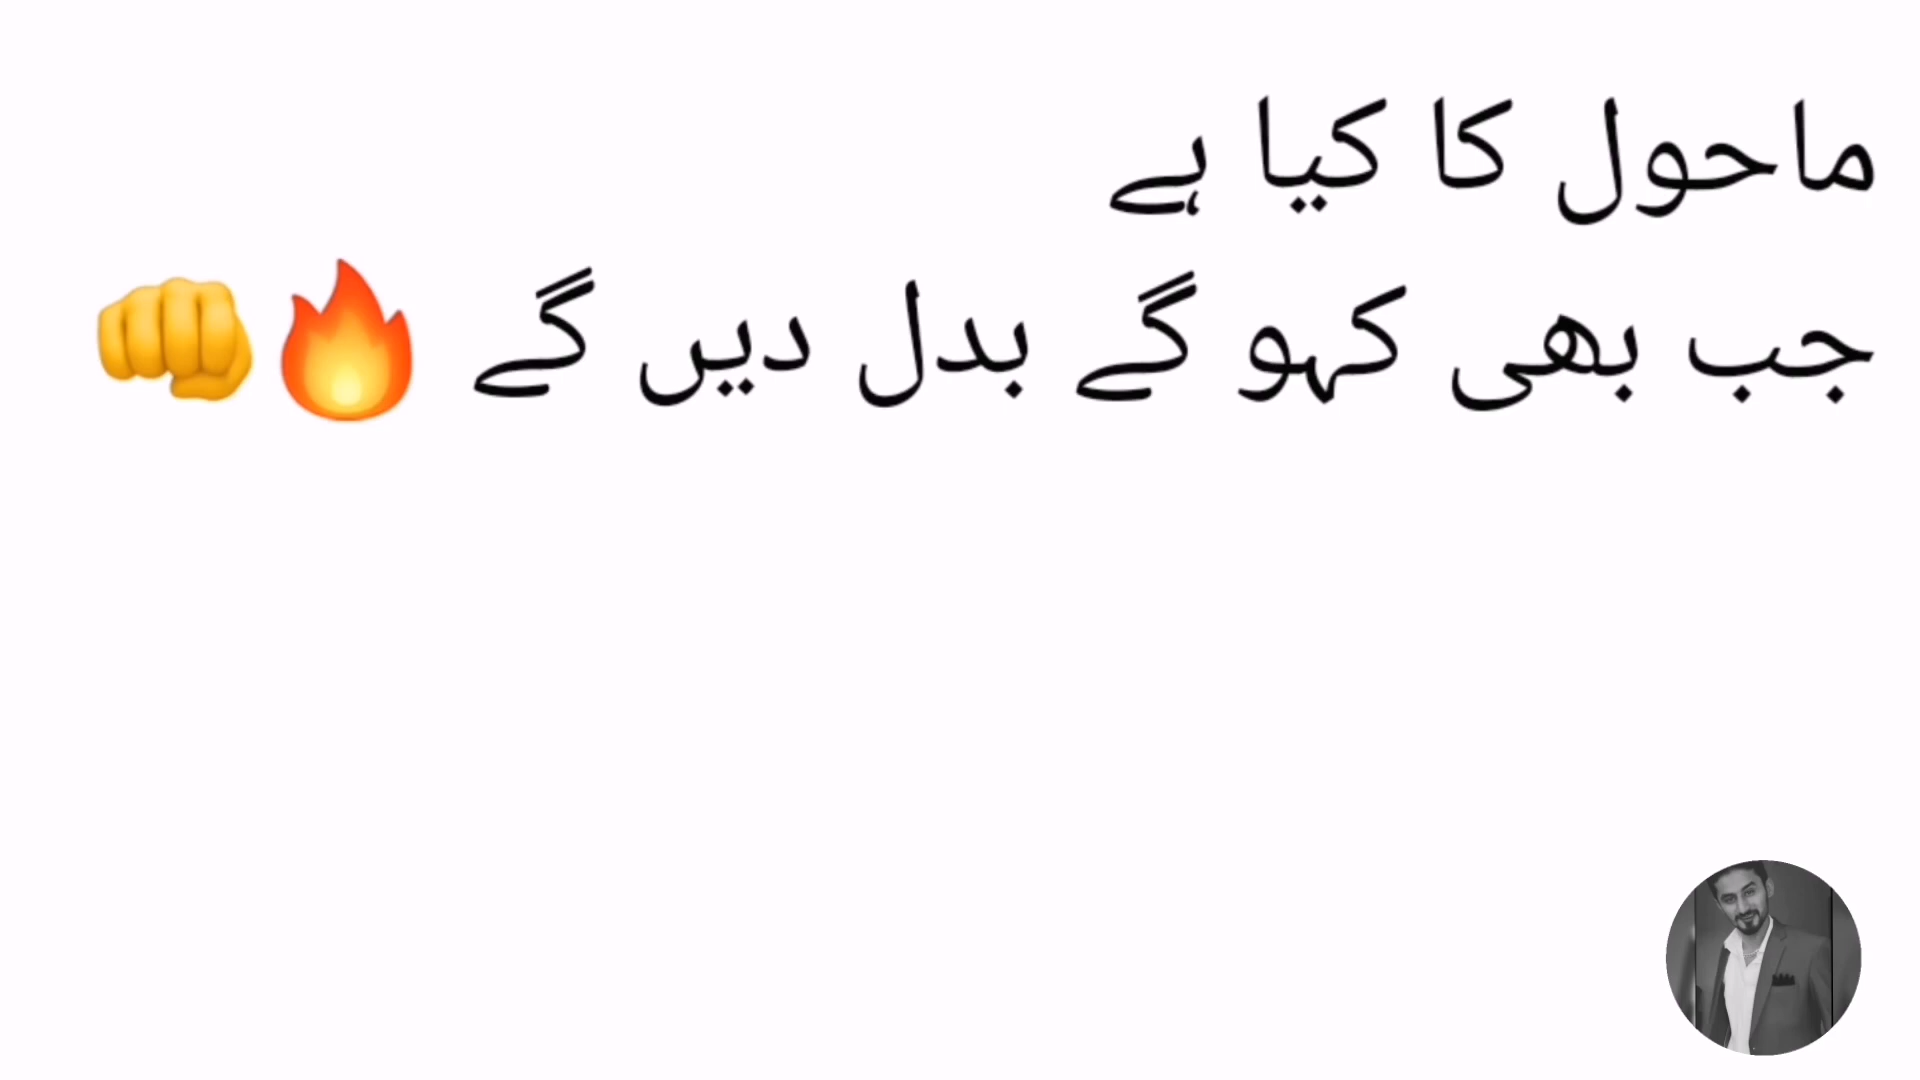 ماحول کا کیا ہے
جب بھی کہو گے بدل دیں گے 🔥👊